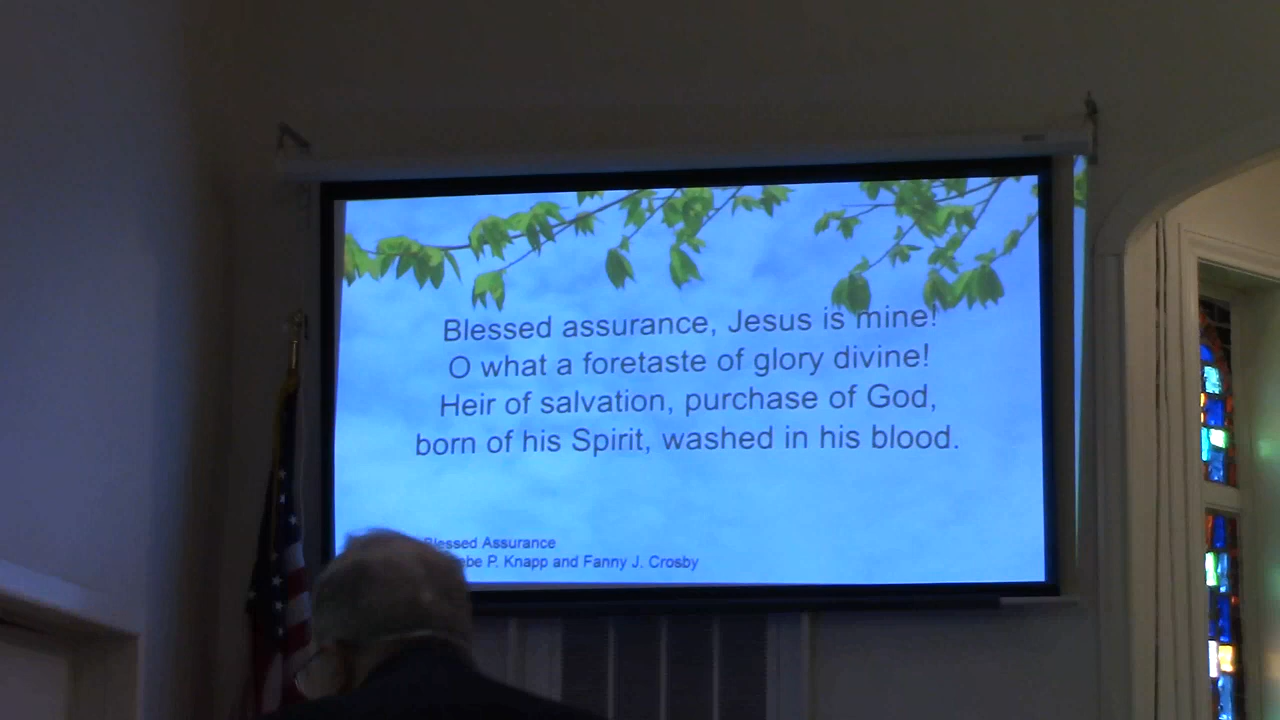 Blessed assurance, Jesus is mine!
O what a foretaste of glory divine!
Heir of salvation, purchase of God,
born of his Spirit, washed in his blood.
Blessed Assurance
P. Knapp and Fanny J. Crosby